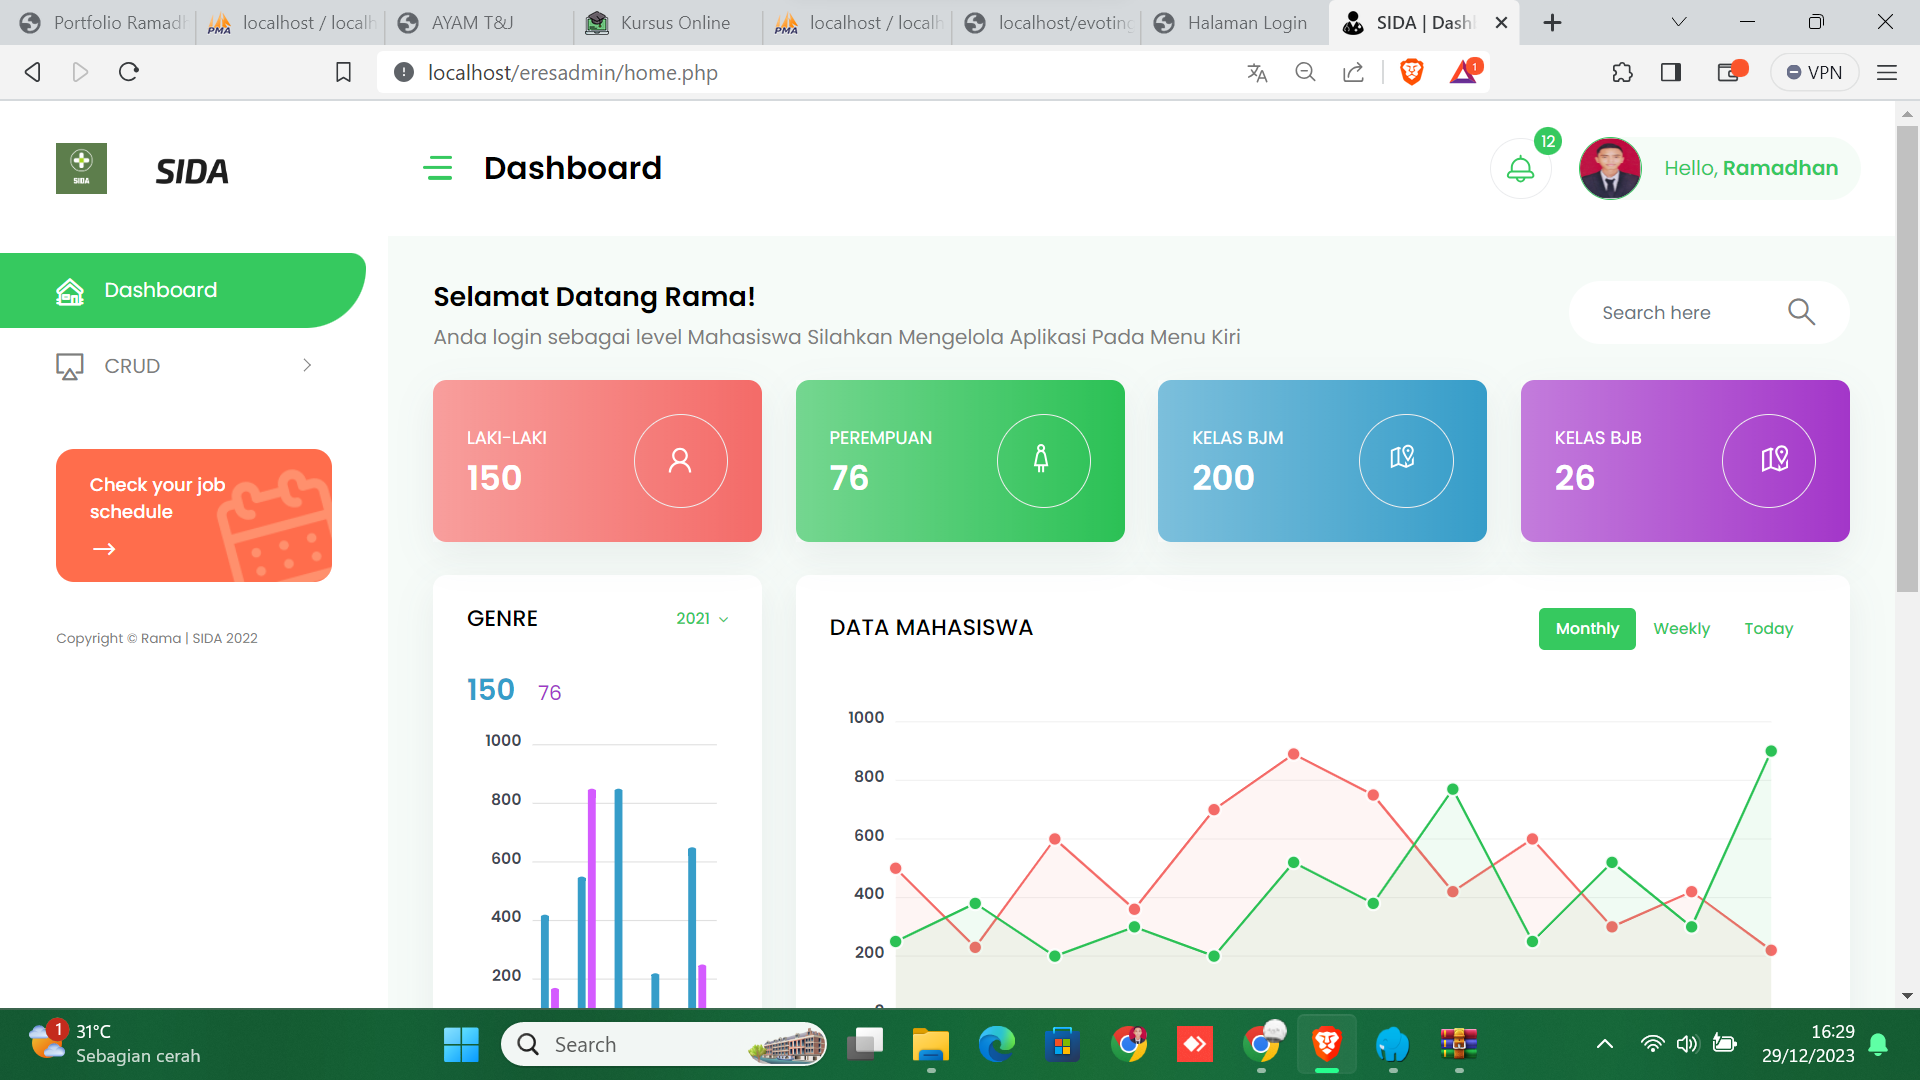 Portfolio Ramadh
localhost / localh
AYAM T&J
Kursus Online
localhost / localh
localhost/evoting
Halaman Login
SIDA | Dash
localhost/eresadmin/home.php
1
VPN
SIDA
SIDA
Dashboard
12
Hello, Ramadhan
Dashboard
CRUD
Check your job
schedule
Copyright © Rama | SIDA 2022
Selamat Datang Rama!
Anda login sebagai level Mahasiswa Silahkan Mengelola Aplikasi Pada Menu Kiri
Search here
LAKI-LAKI
150
PEREMPUAN
76
KELAS BJM
200
KELAS BJB
26
GENRE
2021
150 76
1000
800
600
400
200
DATA MAHASISWA
Monthly Weekly Today
1000
800
600
400
200
1
31°C
Sebagian cerah
Search
16:29
29/12/2023